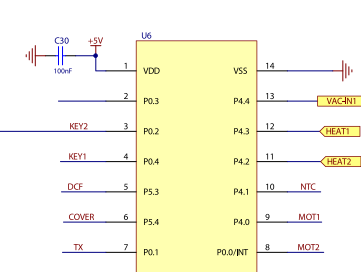 C30 +5V U6
100nF 1 VDD VSS 14
2 P0.3 P4.4 13 VAC-IN1
KEY2 3 P0.2 P4.3 12 HEAT1
KEY1 4 P0.4 P4.2 11 HEAT2
DCF 5 P5.3 P4.1 10 NTC
COVER 6 P5.4 P4.0 9 MOT1
TX 7 P0.1 P0.0/INT 8 MOT2